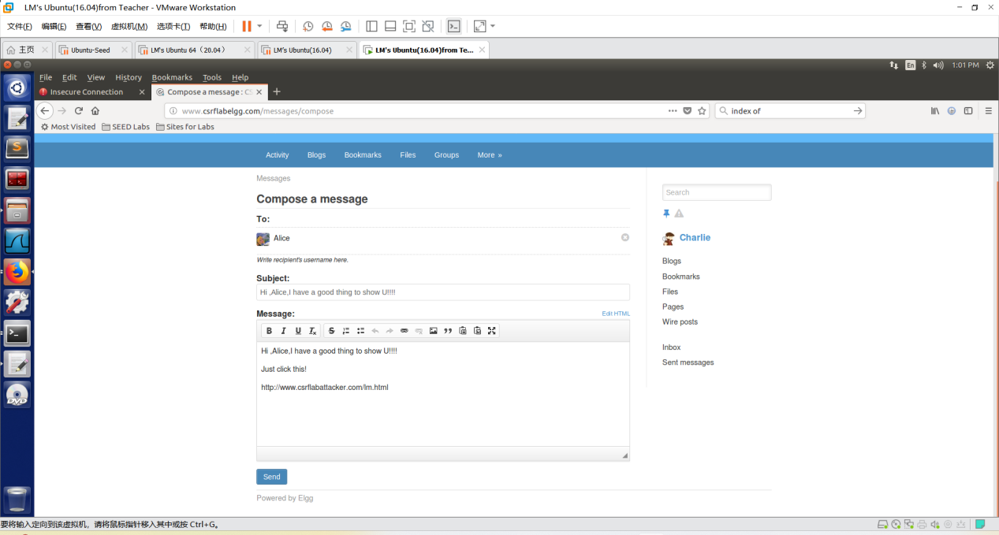 LM's Ubuntu(16.04)from Teacher - VMware Workstation
文件(F) 编辑(E) 查看(V) 虚拟机(M) 选项卡(T) 帮助(H)
主页 Ubuntu-Seed LM's Ubuntu 64（20.04） LM's Ubuntu(16.04) LM's Ubuntu(16.04)from Te...
En 1:01 PM
File Edit View History Bookmarks Tools Help
Insecure Connection Compose a message : CS
www.csrflabelgg.com/messages/compose index of
Most Visited SEED Labs Sites for Labs
Activity Blogs Bookmarks Files Groups More »
Messages
Search
Compose a message
To:
Alice
Charlie
Write recipient's username here.
Blogs
Subject:
Bookmarks
Hi ,Alice,I have a good thing to show U!!!!
Files
Pages
Message: Edit HTML
Wire posts
B I U Ix S
Hi ,Alice,I have a good thing to show U!!!!
Inbox
Just click this!
Sent messages
http://www.csrflabattacker.com/lm.html
DVD
Send
Powered by Elgg
要将输入定向到该虚拟机，请将鼠标指针移入其中或按 Ctrl+G。